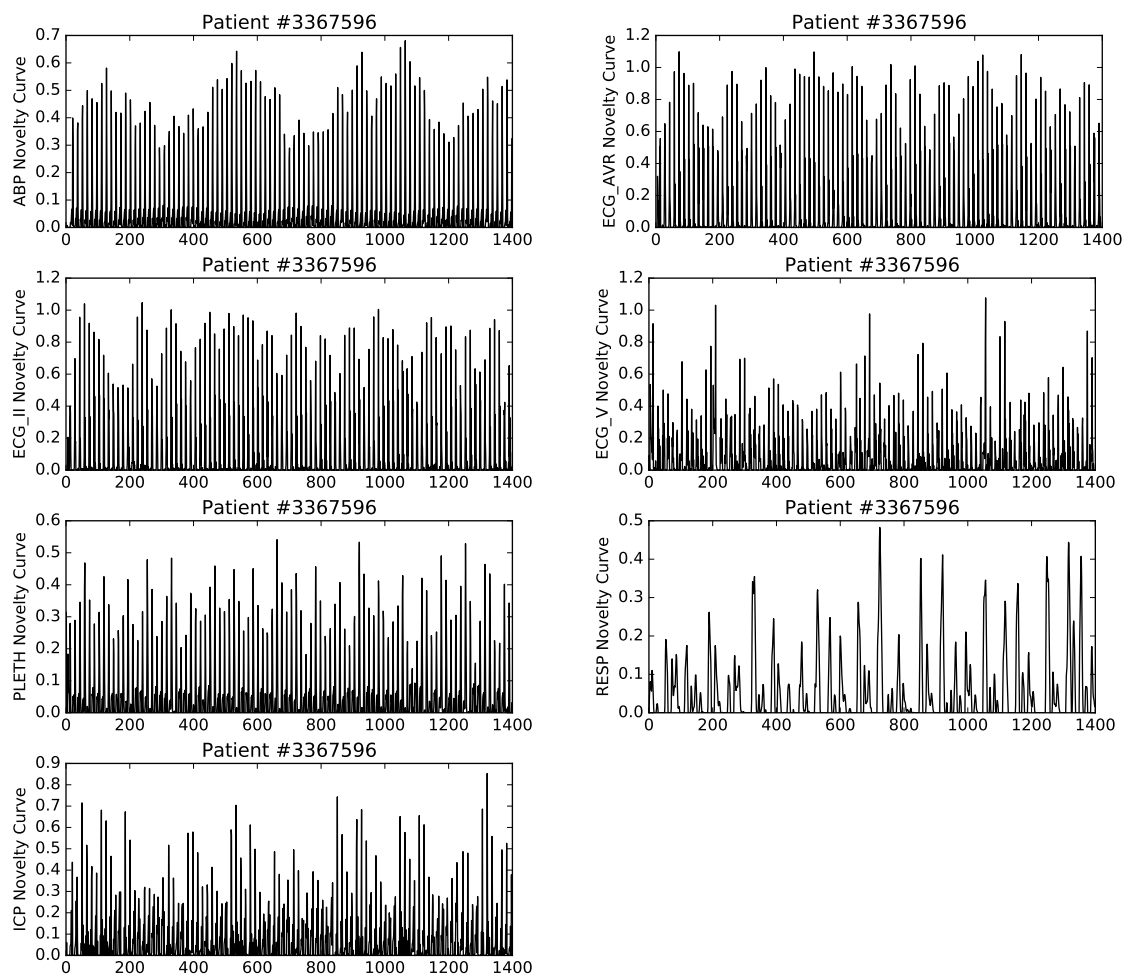 Patient #3367596
ABP Novelty Curve
0.7
0.6
0.5
0.4
0.3
0.2
0.1
0.0
0 200 400 600 800 1000 1200 1400
Patient #3367596
ECG_AVR Novelty Curve
1.2
1.0
0.8
0.6
0.4
0.2
0.0
0 200 400 600 800 1000 1200 1400
Patient #3367596
ECG_II Novelty Curve
1.2
1.0
0.8
0.6
0.4
0.2
0.0
0 200 400 600 800 1000 1200 1400
Patient #3367596
ECG_V Novelty Curve
1.2
1.0
0.8
0.6
0.4
0.2
0.0
0 200 400 600 800 1000 1200 1400
Patient #3367596
PLETH Novelty Curve
0.6
0.5
0.4
0.3
0.2
0.1
0.0
0 200 400 600 800 1000 1200 1400
Patient #3367596
RESP Novelty Curve
0.5
0.4
0.3
0.2
0.1
0.0
0 200 400 600 800 1000 1200 1400
Patient #3367596
ICP Novelty Curve
0.9
0.8
0.7
0.6
0.5
0.4
0.3
0.2
0.1
0.0
0 200 400 600 800 1000 1200 1400